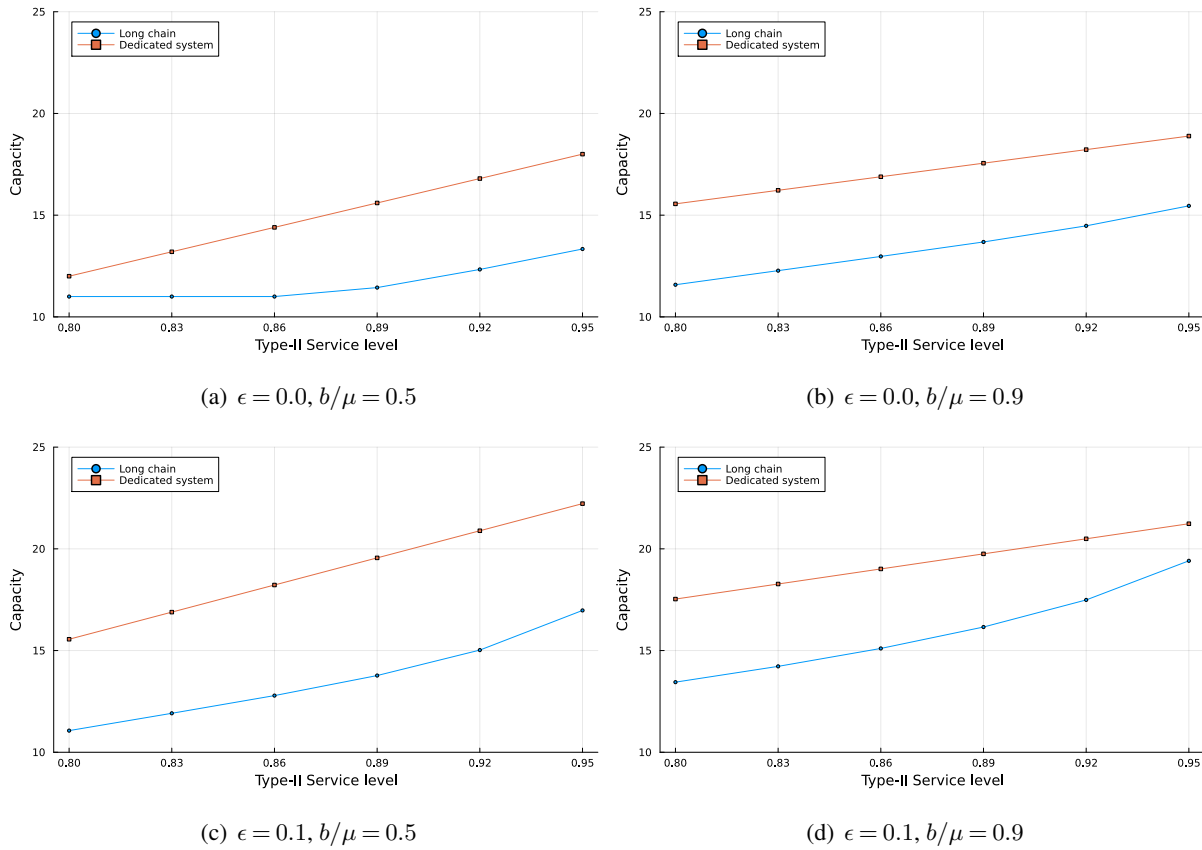 25
20
15
10
Capacity
Long chain
Dedicated system
0.80 0.83 0.86 0.89 0.92 0.95
Type-II Service level
(a) ϵ = 0.0, b/μ = 0.5
25
20
15
10
Capacity
Long chain
Dedicated system
0.80 0.83 0.86 0.89 0.92 0.95
Type-II Service level
(b) ϵ = 0.0, b/μ = 0.9
25
20
15
10
Capacity
Long chain
Dedicated system
0.80 0.83 0.86 0.89 0.92 0.95
Type-II Service level
(c) ϵ = 0.1, b/μ = 0.5
25
20
15
10
Capacity
Long chain
Dedicated system
0.80 0.83 0.86 0.89 0.92 0.95
Type-II Service level
(d) ϵ = 0.1, b/μ = 0.9